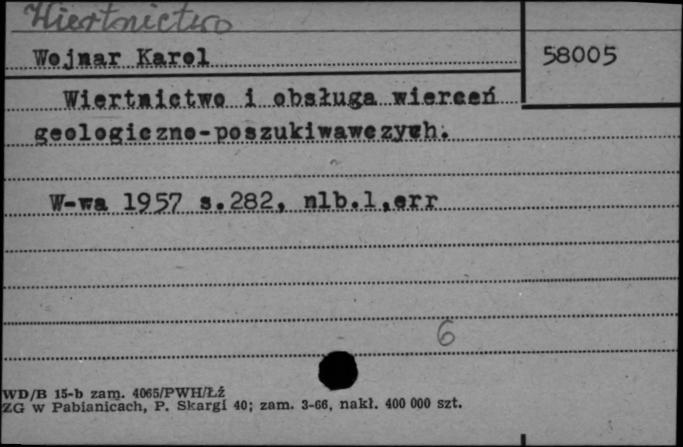 Wiertnictwo
Wojnar Karol
58005
Wiertnictwo i obsługa wierceń
geologiczno-poszukiwawczych.
W-wa 1957 s.282, nlb.1,err
6
WD/B 15-b zam. 4065/PWH/Łź
ZG w Pabianicach, P. Skargi 40; zam. 3-66, nakł. 400 000 szt.